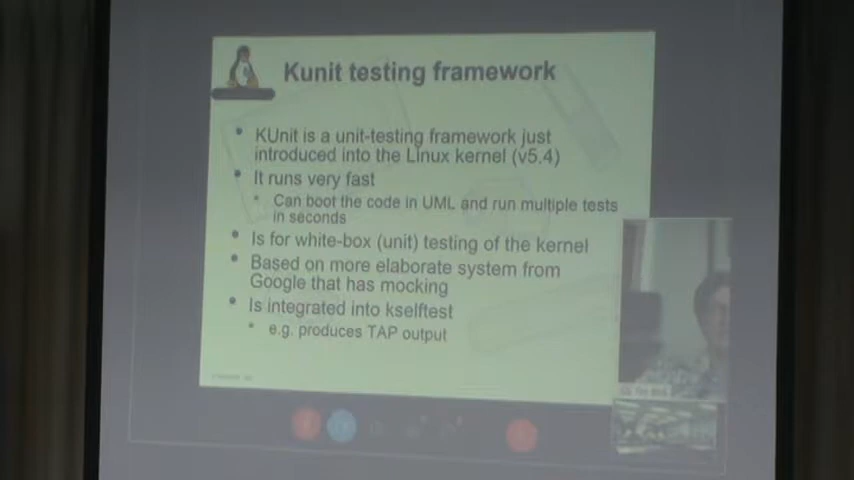 Kunit testing framework
KUnit is a unit-testing framework just
introduced into the Linux kernel (v5.4)
It runs very fast
Can boot the code in UML and run multiple tests
in seconds
Is for white-box (unit) testing of the kernel
Based on more elaborate system from
Google that has mocking
Is integrated into kselftest
e.g. produces TAP output